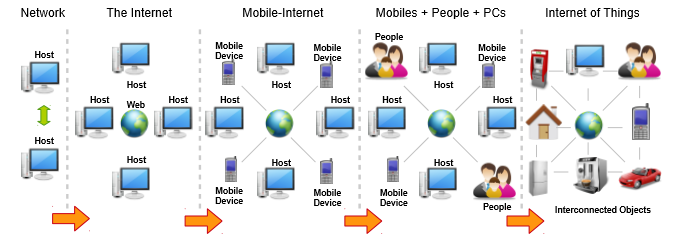 Network
Host
Host
The Internet
Host
Host
Web
Host
Host
Mobile-Internet
Mobile
Device
Host
Mobile
Device
Host
Host
Mobile
Device
Host
Mobile
Device
Mobiles + People + PCs
People
Host
Mobile
Device
Host
Host
Mobile
Device
Host
People
Internet of Things
Interconnected Objects